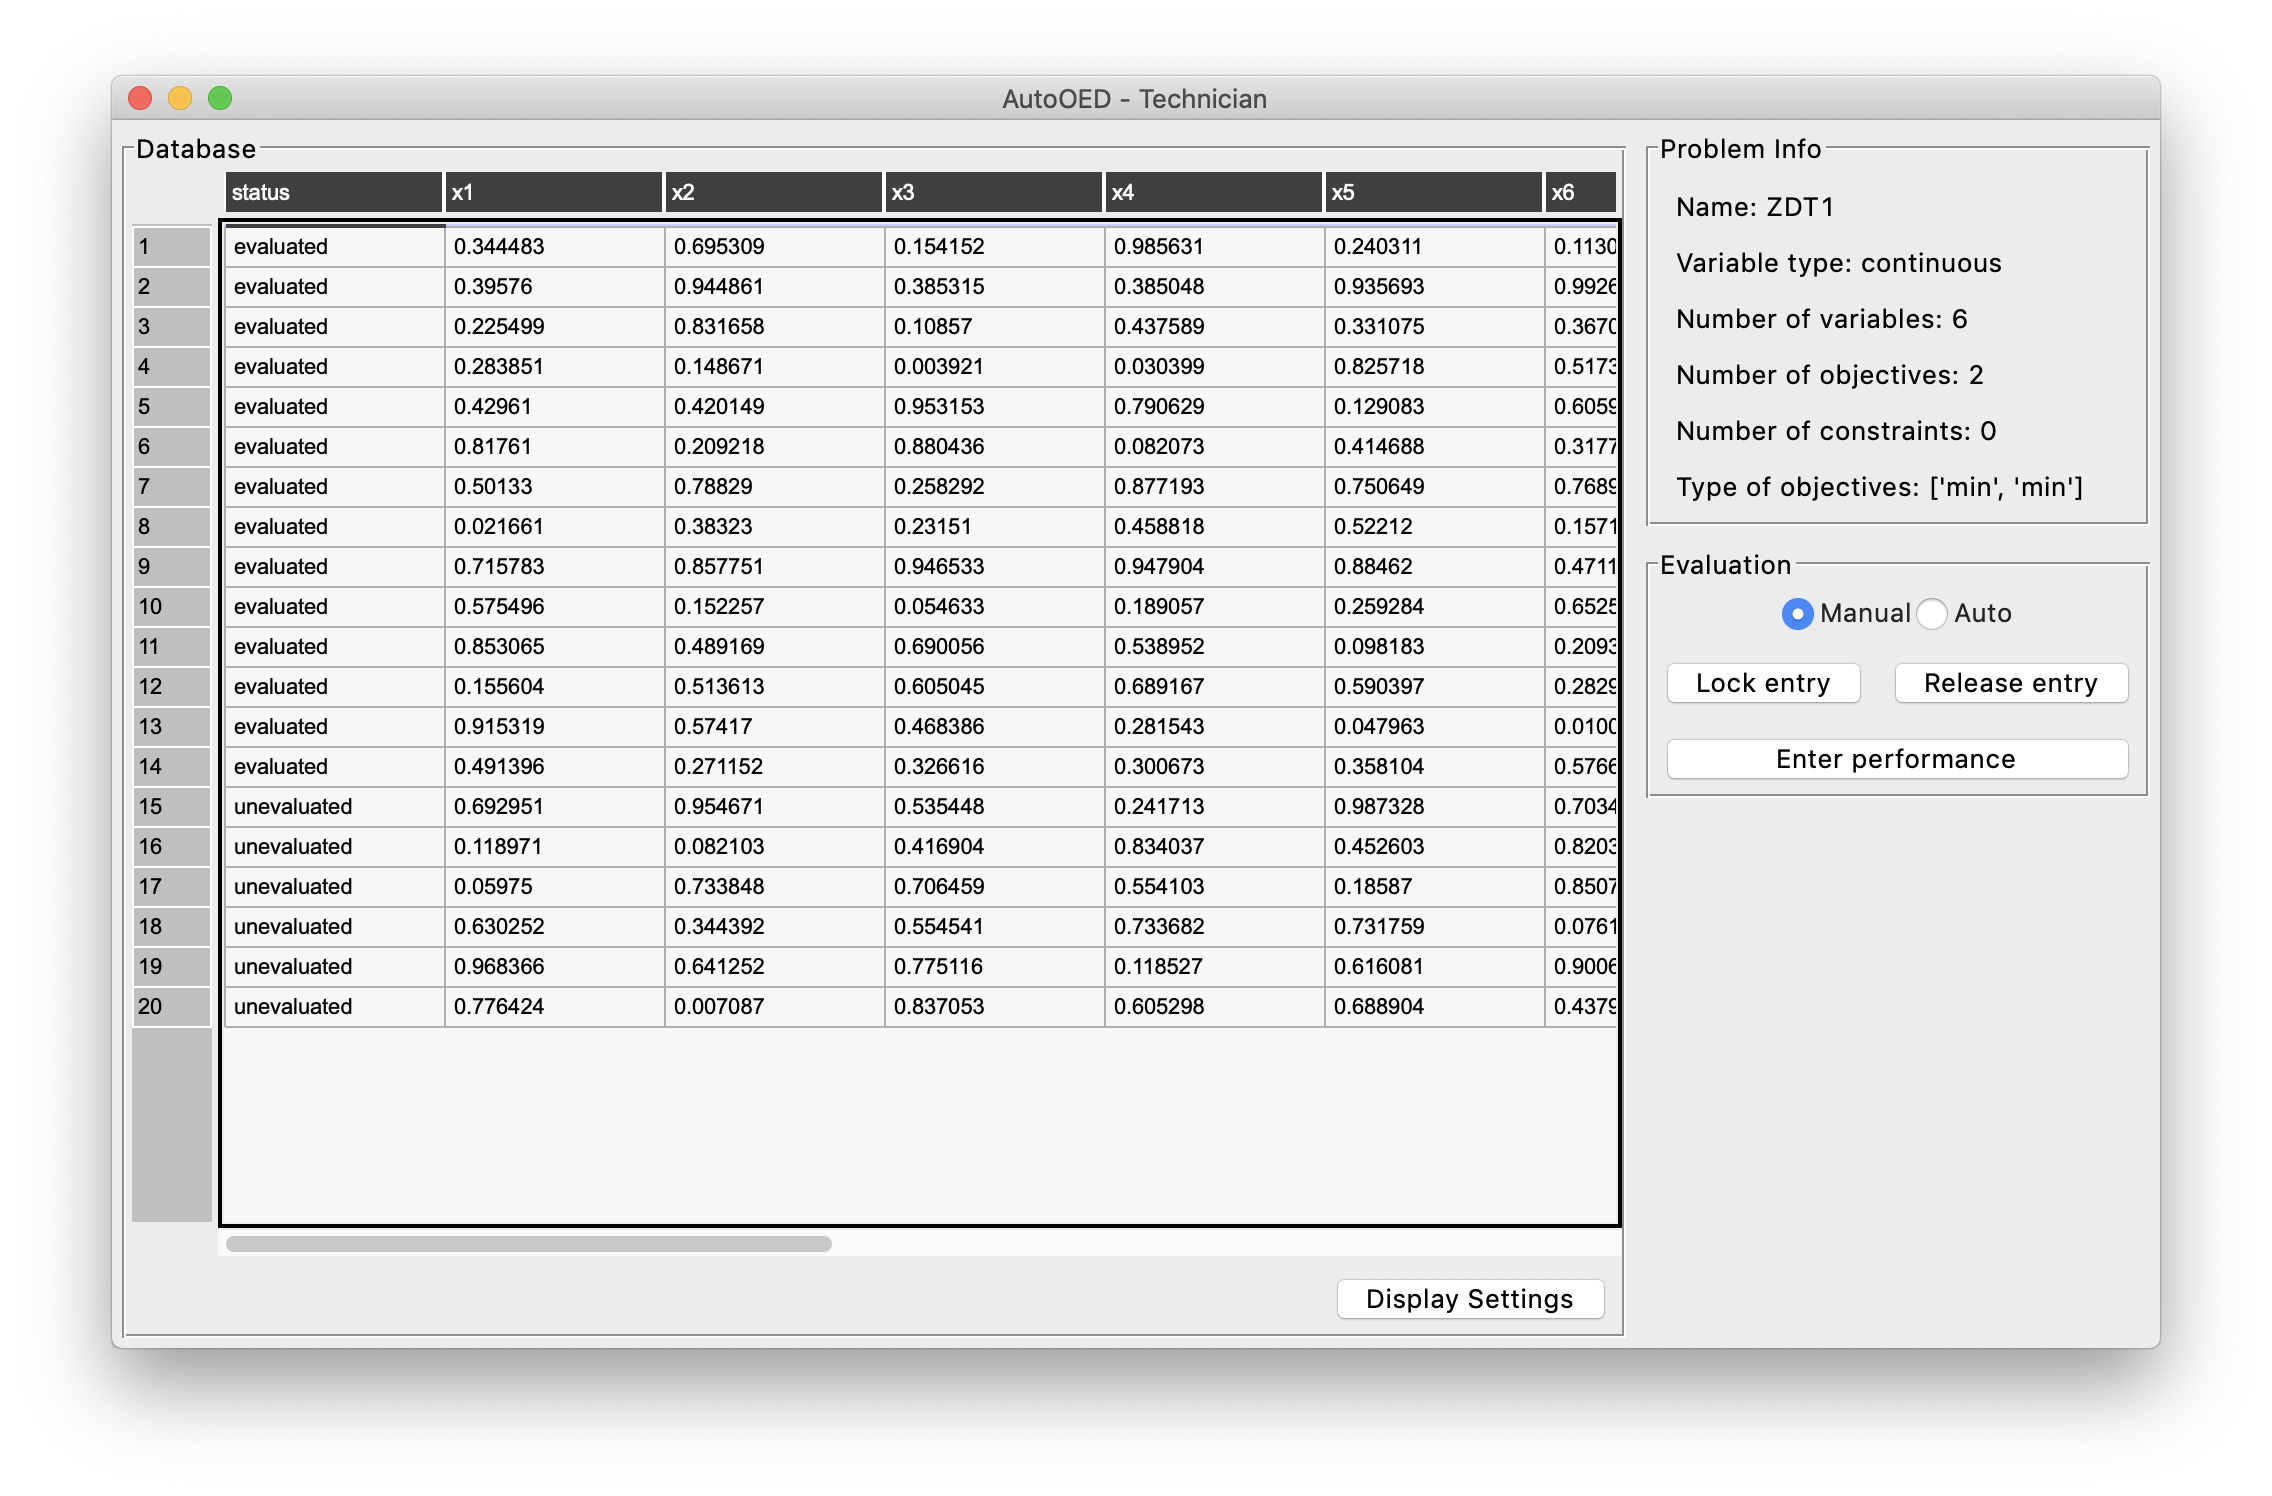 AutoOED - Technician
Database
status x1 x2 x3 x4 x5 x6
1 evaluated 0.344483 0.695309 0.154152 0.985631 0.240311 0.1130
2 evaluated 0.39576 0.944861 0.385315 0.385048 0.935693 0.9926
3 evaluated 0.225499 0.831658 0.10857 0.437589 0.331075 0.3670
4 evaluated 0.283851 0.148671 0.003921 0.030399 0.825718 0.5173
5 evaluated 0.42961 0.420149 0.953153 0.790629 0.129083 0.6059
6 evaluated 0.81761 0.209218 0.880436 0.082073 0.414688 0.3177
7 evaluated 0.50133 0.78829 0.258292 0.877193 0.750649 0.7689
8 evaluated 0.021661 0.38323 0.23151 0.458818 0.52212 0.1571
9 evaluated 0.715783 0.857751 0.946533 0.947904 0.88462 0.4711
10 evaluated 0.575496 0.152257 0.054633 0.189057 0.259284 0.6525
11 evaluated 0.853065 0.489169 0.690056 0.538952 0.098183 0.2093
12 evaluated 0.155604 0.513613 0.605045 0.689167 0.590397 0.2829
13 evaluated 0.915319 0.57417 0.468386 0.281543 0.047963 0.0100
14 evaluated 0.491396 0.271152 0.326616 0.300673 0.358104 0.5766
15 unevaluated 0.692951 0.954671 0.535448 0.241713 0.987328 0.7034
16 unevaluated 0.118971 0.082103 0.416904 0.834037 0.452603 0.8203
17 unevaluated 0.05975 0.733848 0.706459 0.554103 0.18587 0.8507
18 unevaluated 0.630252 0.344392 0.554541 0.733682 0.731759 0.0761
19 unevaluated 0.968366 0.641252 0.775116 0.118527 0.616081 0.9006
20 unevaluated 0.776424 0.007087 0.837053 0.605298 0.688904 0.4379
Display Settings
Problem Info
Name: ZDT1
Variable type: continuous
Number of variables: 6
Number of objectives: 2
Number of constraints: 0
Type of objectives: ['min', 'min']
Evaluation
Manual Auto
Lock entry Release entry
Enter performance